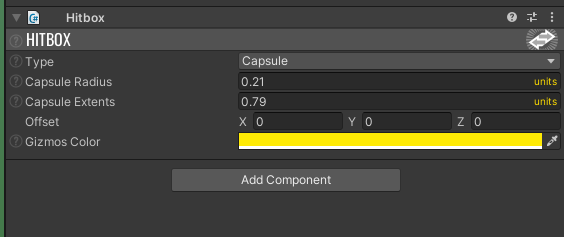 Hitbox
HITBOX
Type Capsule
Capsule Radius 0.21 units
Capsule Extents 0.79 units
Offset X 0 Y 0 Z 0
Gizmos Color
Add Component